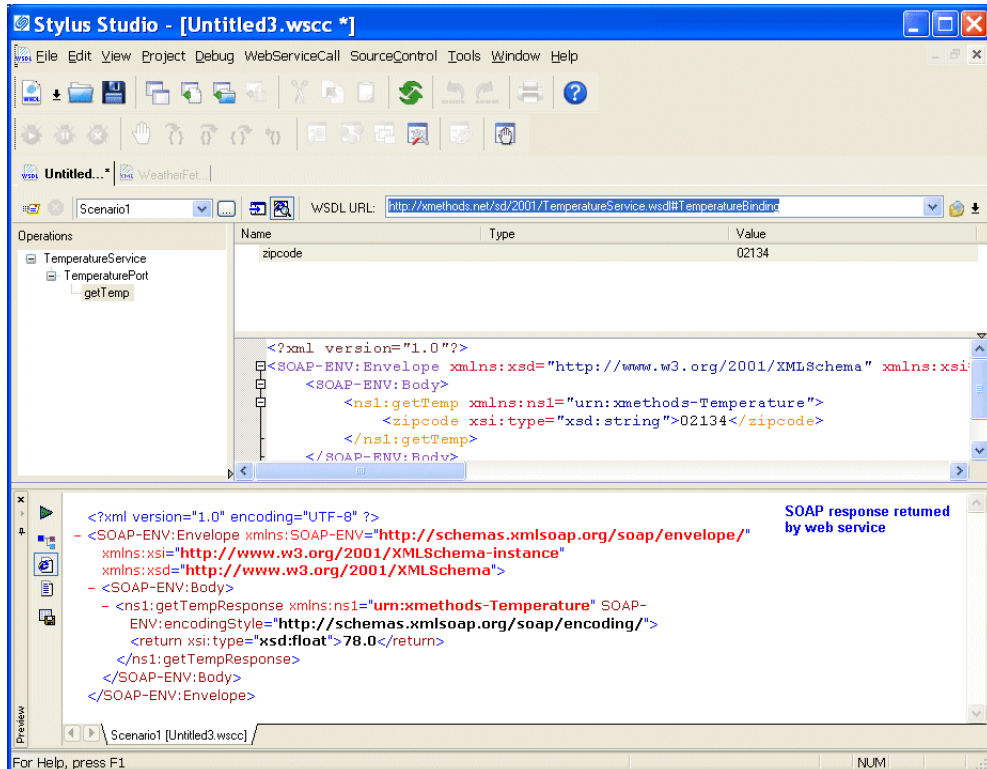 Stylus Studio - [Untitled3.wscc *]
File Edit View Project Debug WebServiceCall SourceControl Tools Window Help
Untitled...* WeatherFet...
Scenario1 ... WSDL URL: http://xmethods.net/sd/2001/TemperatureService.wsdl#TemperatureBinding
Operations
TemperatureService
TemperaturePort
getTemp
Name Type Value
zipcode 02134
<?xml version="1.0"?>
<SOAP-ENV:Envelope xmlns:xsd="http://www.w3.org/2001/XMLSchema" xmlns:xsi
<SOAP-ENV:Body>
<ns1:getTemp xmlns:ns1="urn:xmethods-Temperature">
<zipcode xsi:type="xsd:string">02134</zipcode>
</ns1:getTemp>
</SOAP-ENV:Body>
SOAP response returned
by web service
<?xml version="1.0" encoding="UTF-8" ?>
- <SOAP-ENV:Envelope xmlns:SOAP-ENV="http://schemas.xmlsoap.org/soap/envelope/"
xmlns:xsi="http://www.w3.org/2001/XMLSchema-instance"
xmlns:xsd="http://www.w3.org/2001/XMLSchema">
- <SOAP-ENV:Body>
- <ns1:getTempResponse xmlns:ns1="urn:xmethods-Temperature" SOAP-
ENV:encodingStyle="http://schemas.xmlsoap.org/soap/encoding/">
<return xsi:type="xsd:float">78.0</return>
</ns1:getTempResponse>
</SOAP-ENV:Body>
</SOAP-ENV:Envelope>
Preview
Scenario1 [Untitled3.wscc]
For Help, press F1 NUM